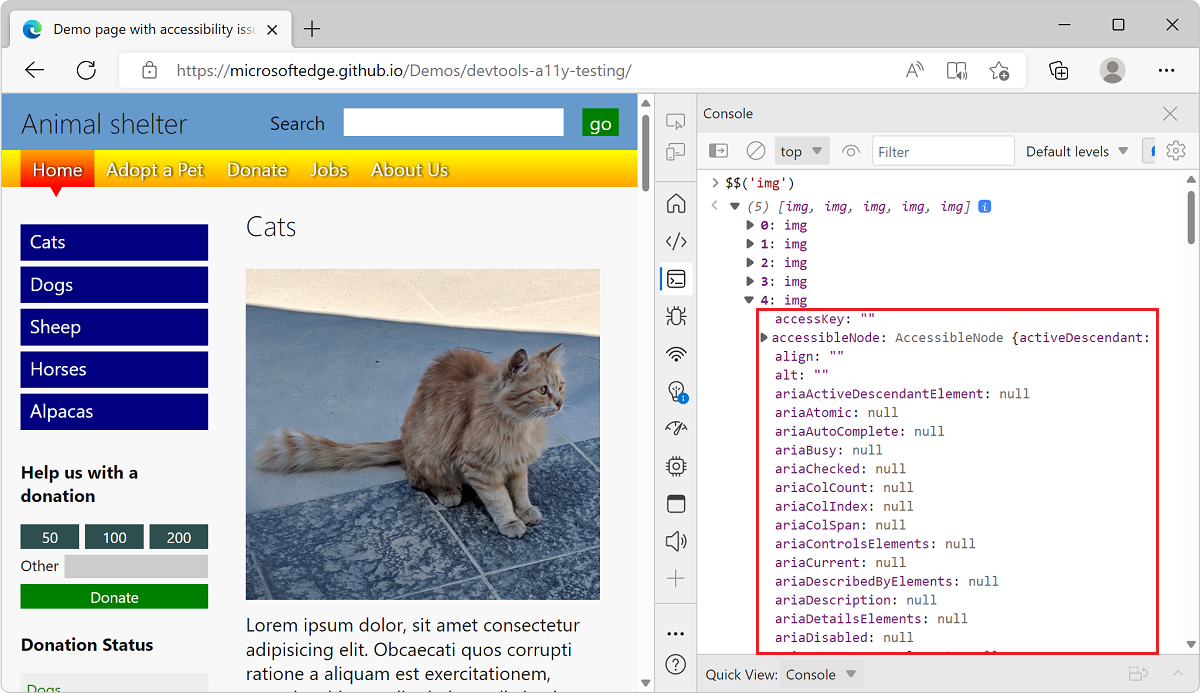 Demo page with accessibility issu
https://microsoftedge.github.io/Demos/devtools-a11y-testing/
Animal shelter
Search
go
Home
Adopt a Pet
Donate
Jobs
About Us
Cats
Dogs
Sheep
Horses
Alpacas
Help us with a
donation
50
100
200
Other
Donate
Donation Status
Dogs
Cats
Lorem ipsum dolor, sit amet consectetur
adipisicing elit. Obcaecati quos corrupti
ratione a aliquam est exercitationem,
Console
top
Filter
Default levels
$$('img')
(5) [img, img, img, img, img]
0: img
1: img
2: img
3: img
4: img
accessKey: ""
accessibleNode: AccessibleNode {activeDescendant:
align: ""
alt: ""
ariaActiveDescendantElement: null
ariaAtomic: null
ariaAutoComplete: null
ariaBusy: null
ariaChecked: null
ariaColCount: null
ariaColIndex: null
ariaColSpan: null
ariaControlsElements: null
ariaCurrent: null
ariaDescribedByElements: null
ariaDescription: null
ariaDetailsElements: null
ariaDisabled: null
Quick View: Console